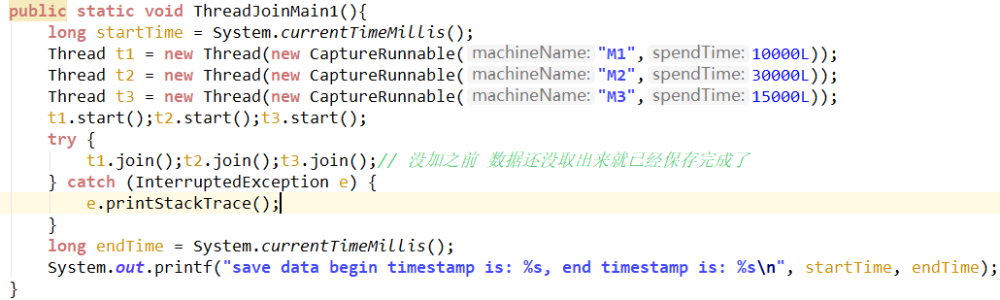 public static void ThreadJoinMain1(){
long startTime = System.currentTimeMillis();
Thread t1 = new Thread(new CaptureRunnable( machineName: "M1", spendTime: 10000L));
Thread t2 = new Thread(new CaptureRunnable( machineName: "M2", spendTime: 30000L));
Thread t3 = new Thread(new CaptureRunnable( machineName: "M3", spendTime: 15000L));
t1.start();t2.start();t3.start();
try {
t1.join();t2.join();t3.join();// 没加之前 数据还没取出来就已经保存完成了
} catch (InterruptedException e) {
e.printStackTrace();
}
long endTime = System.currentTimeMillis();
System.out.printf("save data begin timestamp is: %s, end timestamp is: %s\n", startTime, endTime);
}